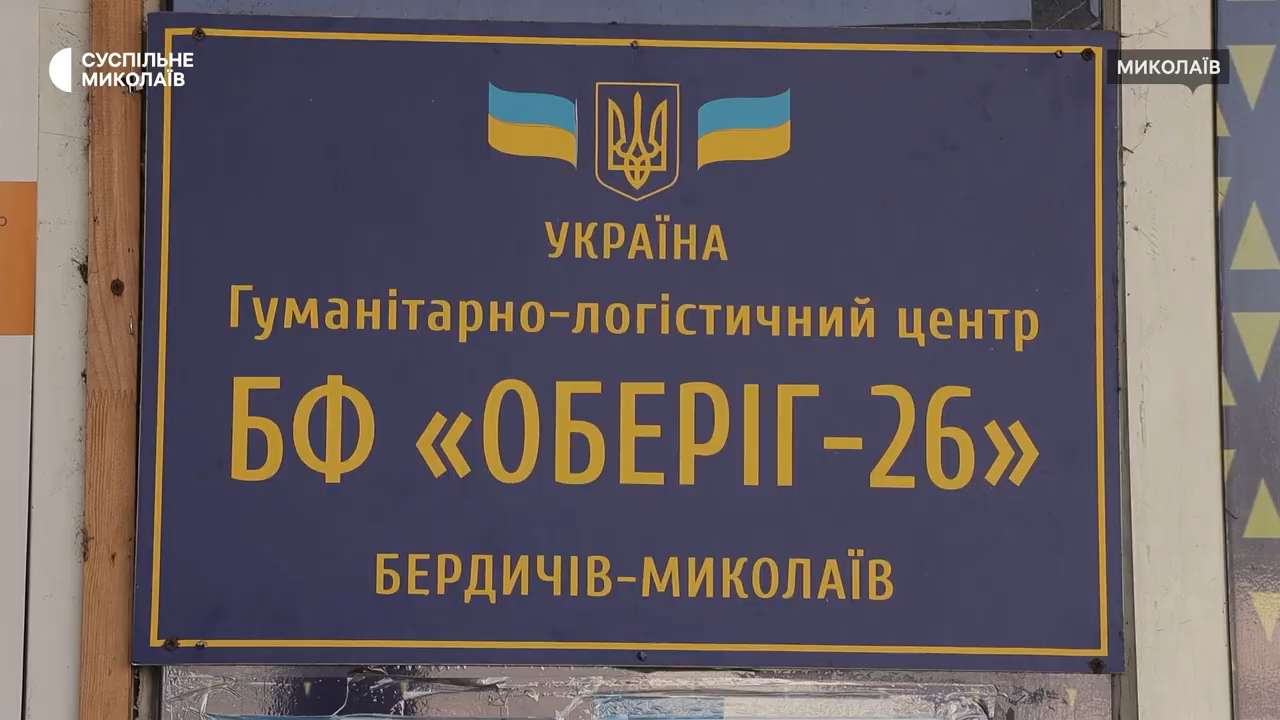 СУСПІЛЬНЕ
МИКОЛАЇВ
МИКОЛАЇВ
УКРАЇНА
Гуманітарно-логістичний центр
БФ «ОБЕРІГ-26»
БЕРДИЧІВ-МИКОЛАЇВ